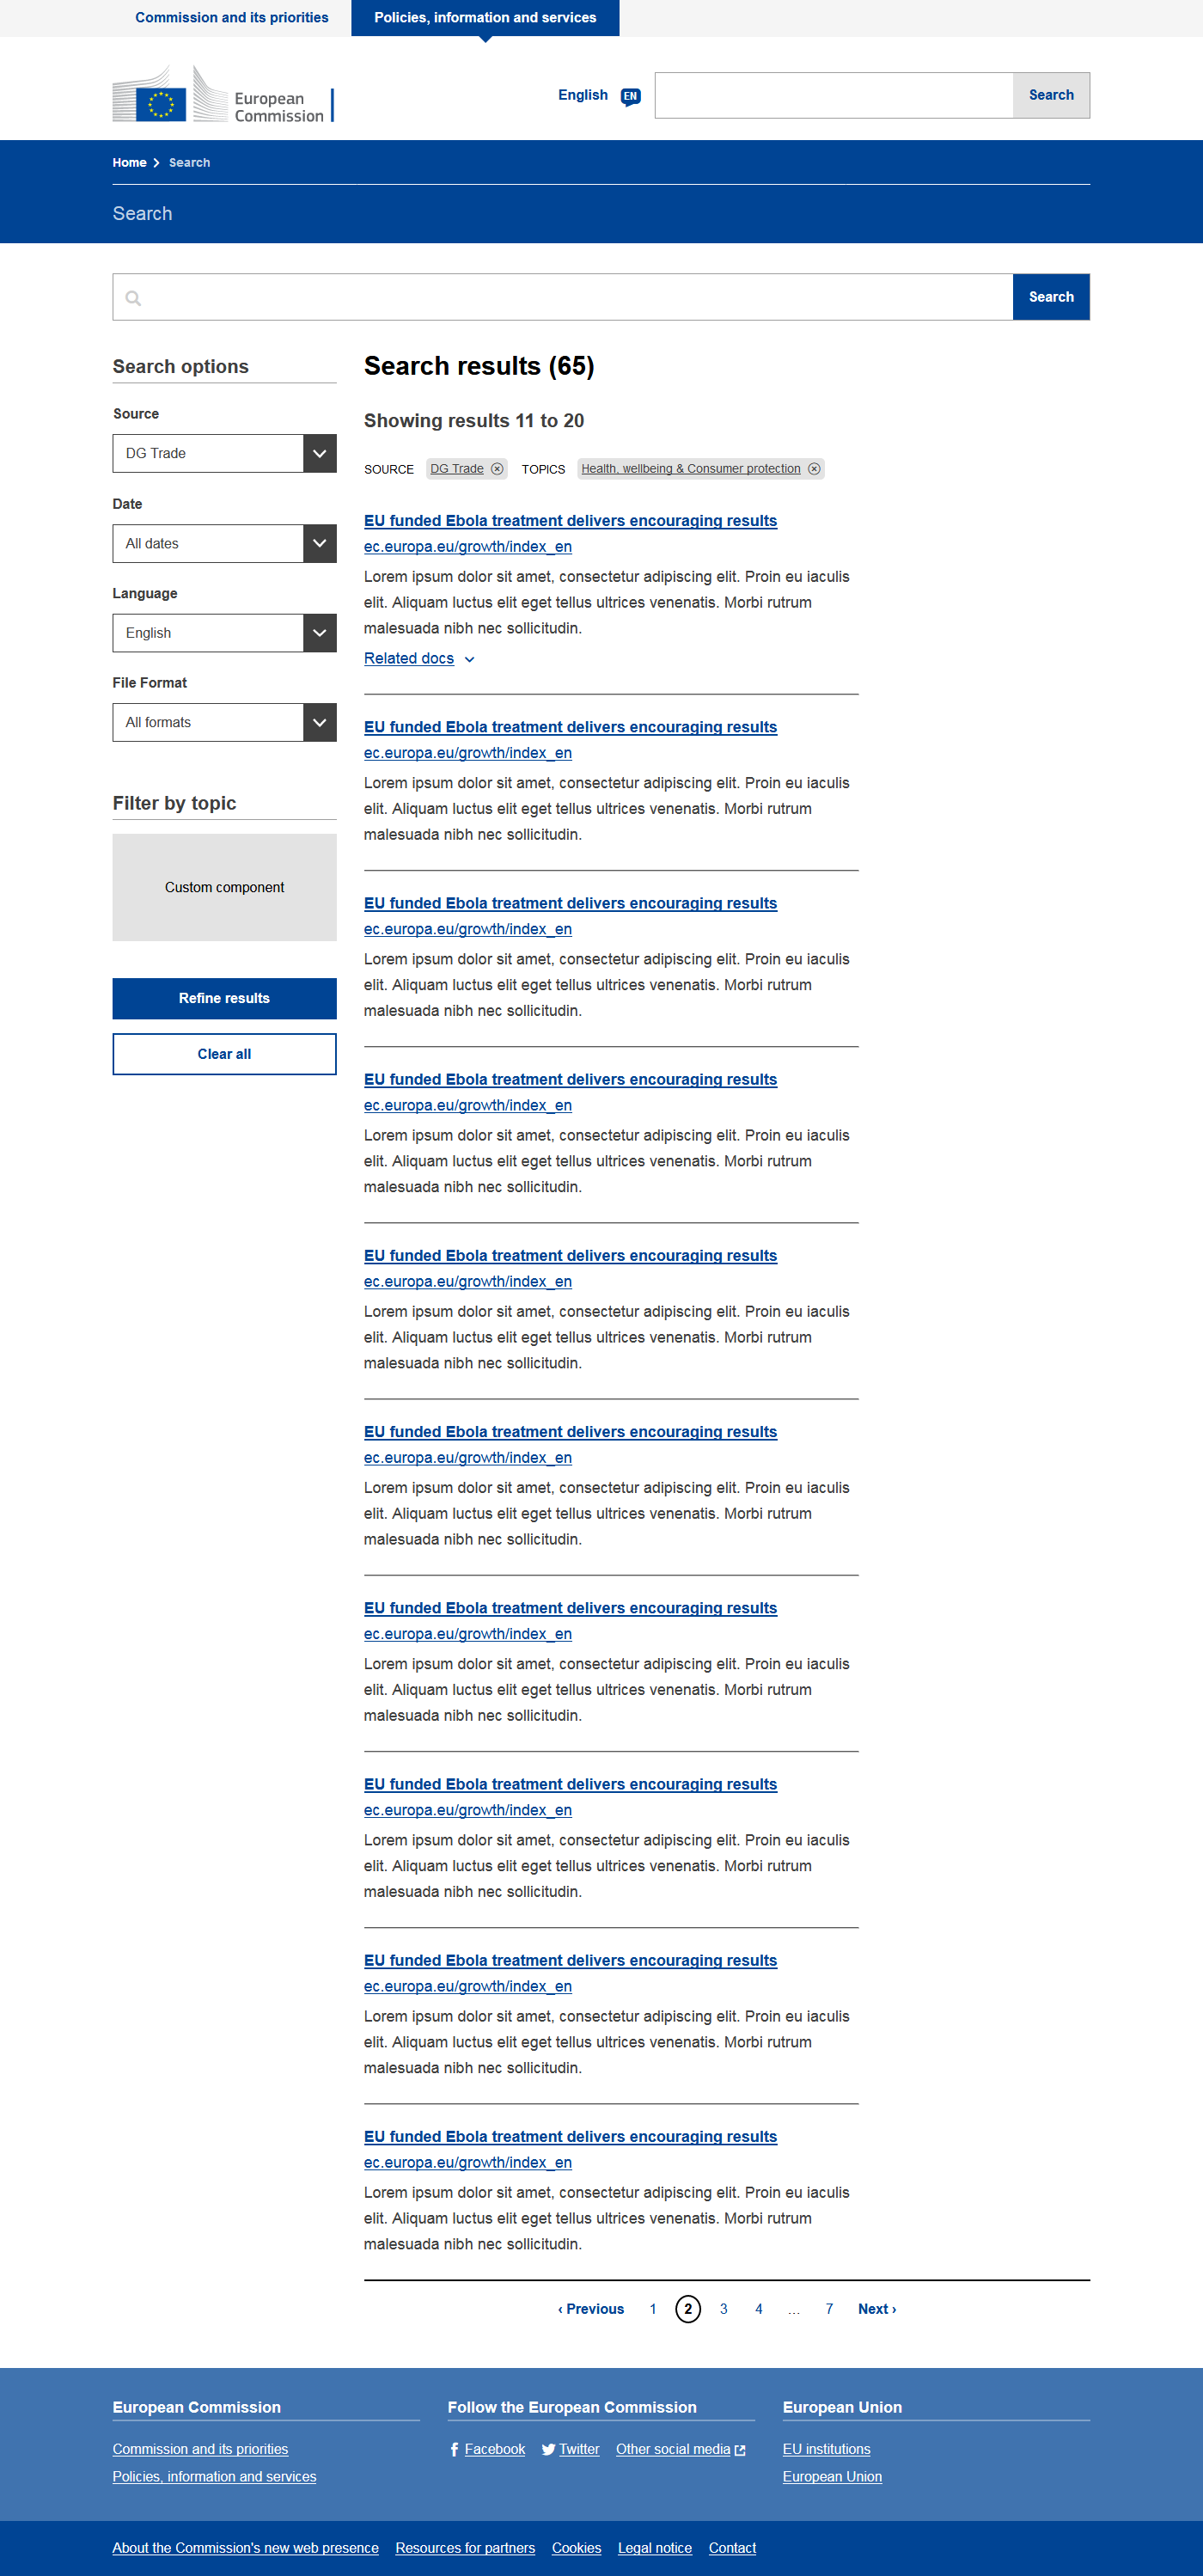 Commission and its priorities
Policies, information and services
European
Commission
English EN
Search
Home Search
Search
Search
Search options
Source
DG Trade
Date
All dates
Language
English
File Format
All formats
Filter by topic
Custom component
Refine results
Clear all
Search results (65)
Showing results 11 to 20
SOURCE DG Trade TOPICS Health, wellbeing & Consumer protection
EU funded Ebola treatment delivers encouraging results
ec.europa.eu/growth/index_en
Lorem ipsum dolor sit amet, consectetur adipiscing elit. Proin eu iaculis
elit. Aliquam luctus elit eget tellus ultrices venenatis. Morbi rutrum
malesuada nibh nec sollicitudin.
Related docs
EU funded Ebola treatment delivers encouraging results
ec.europa.eu/growth/index_en
Lorem ipsum dolor sit amet, consectetur adipiscing elit. Proin eu iaculis
elit. Aliquam luctus elit eget tellus ultrices venenatis. Morbi rutrum
malesuada nibh nec sollicitudin.
EU funded Ebola treatment delivers encouraging results
ec.europa.eu/growth/index_en
Lorem ipsum dolor sit amet, consectetur adipiscing elit. Proin eu iaculis
elit. Aliquam luctus elit eget tellus ultrices venenatis. Morbi rutrum
malesuada nibh nec sollicitudin.
EU funded Ebola treatment delivers encouraging results
ec.europa.eu/growth/index_en
Lorem ipsum dolor sit amet, consectetur adipiscing elit. Proin eu iaculis
elit. Aliquam luctus elit eget tellus ultrices venenatis. Morbi rutrum
malesuada nibh nec sollicitudin.
EU funded Ebola treatment delivers encouraging results
ec.europa.eu/growth/index_en
Lorem ipsum dolor sit amet, consectetur adipiscing elit. Proin eu iaculis
elit. Aliquam luctus elit eget tellus ultrices venenatis. Morbi rutrum
malesuada nibh nec sollicitudin.
EU funded Ebola treatment delivers encouraging results
ec.europa.eu/growth/index_en
Lorem ipsum dolor sit amet, consectetur adipiscing elit. Proin eu iaculis
elit. Aliquam luctus elit eget tellus ultrices venenatis. Morbi rutrum
malesuada nibh nec sollicitudin.
EU funded Ebola treatment delivers encouraging results
ec.europa.eu/growth/index_en
Lorem ipsum dolor sit amet, consectetur adipiscing elit. Proin eu iaculis
elit. Aliquam luctus elit eget tellus ultrices venenatis. Morbi rutrum
malesuada nibh nec sollicitudin.
EU funded Ebola treatment delivers encouraging results
ec.europa.eu/growth/index_en
Lorem ipsum dolor sit amet, consectetur adipiscing elit. Proin eu iaculis
elit. Aliquam luctus elit eget tellus ultrices venenatis. Morbi rutrum
malesuada nibh nec sollicitudin.
EU funded Ebola treatment delivers encouraging results
ec.europa.eu/growth/index_en
Lorem ipsum dolor sit amet, consectetur adipiscing elit. Proin eu iaculis
elit. Aliquam luctus elit eget tellus ultrices venenatis. Morbi rutrum
malesuada nibh nec sollicitudin.
EU funded Ebola treatment delivers encouraging results
ec.europa.eu/growth/index_en
Lorem ipsum dolor sit amet, consectetur adipiscing elit. Proin eu iaculis
elit. Aliquam luctus elit eget tellus ultrices venenatis. Morbi rutrum
malesuada nibh nec sollicitudin.
‹ Previous 1 2 3 4 ... 7 Next ›
European Commission
Commission and its priorities
Policies, information and services
Follow the European Commission
Facebook Twitter Other social media
European Union
EU institutions
European Union
About the Commission's new web presence Resources for partners Cookies Legal notice Contact